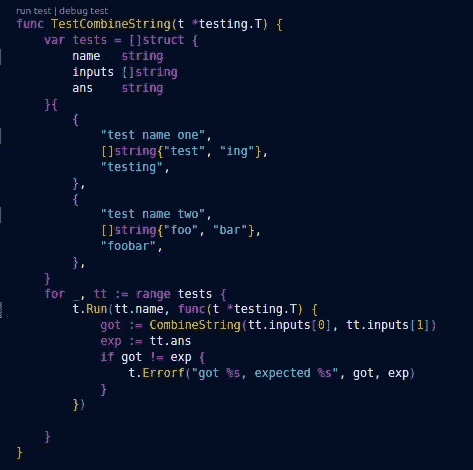 run test | debug test
func TestCombineString(t *testing.T) {
    var tests = []struct {
        name   string
        inputs []string
        ans    string
    }{
        {
            "test name one",
            []string{"test", "ing"},
            "testing",
        },
        {
            "test name two",
            []string{"foo", "bar"},
            "foobar",
        },
    }
    for _, tt := range tests {
        t.Run(tt.name, func(t *testing.T) {
            got := CombineString(tt.inputs[0], tt.inputs[1])
            exp := tt.ans
            if got != exp {
                t.Errorf("got %s, expected %s", got, exp)
            }
        })

    }
}